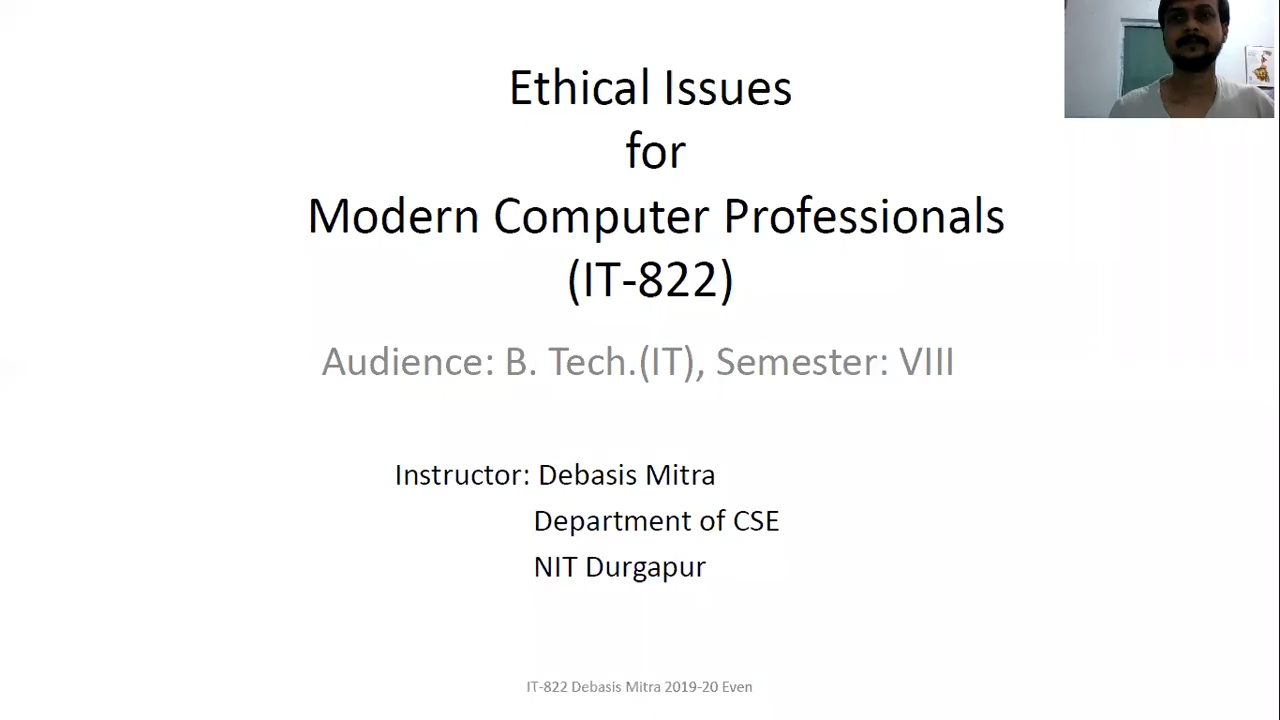 Ethical Issues
for
Modern Computer Professionals
(IT-822)
Audience: B. Tech.(IT), Semester: VIII
Instructor: Debasis Mitra
Department of CSE
NIT Durgapur
IT-822 Debasis Mitra 2019-20 Even